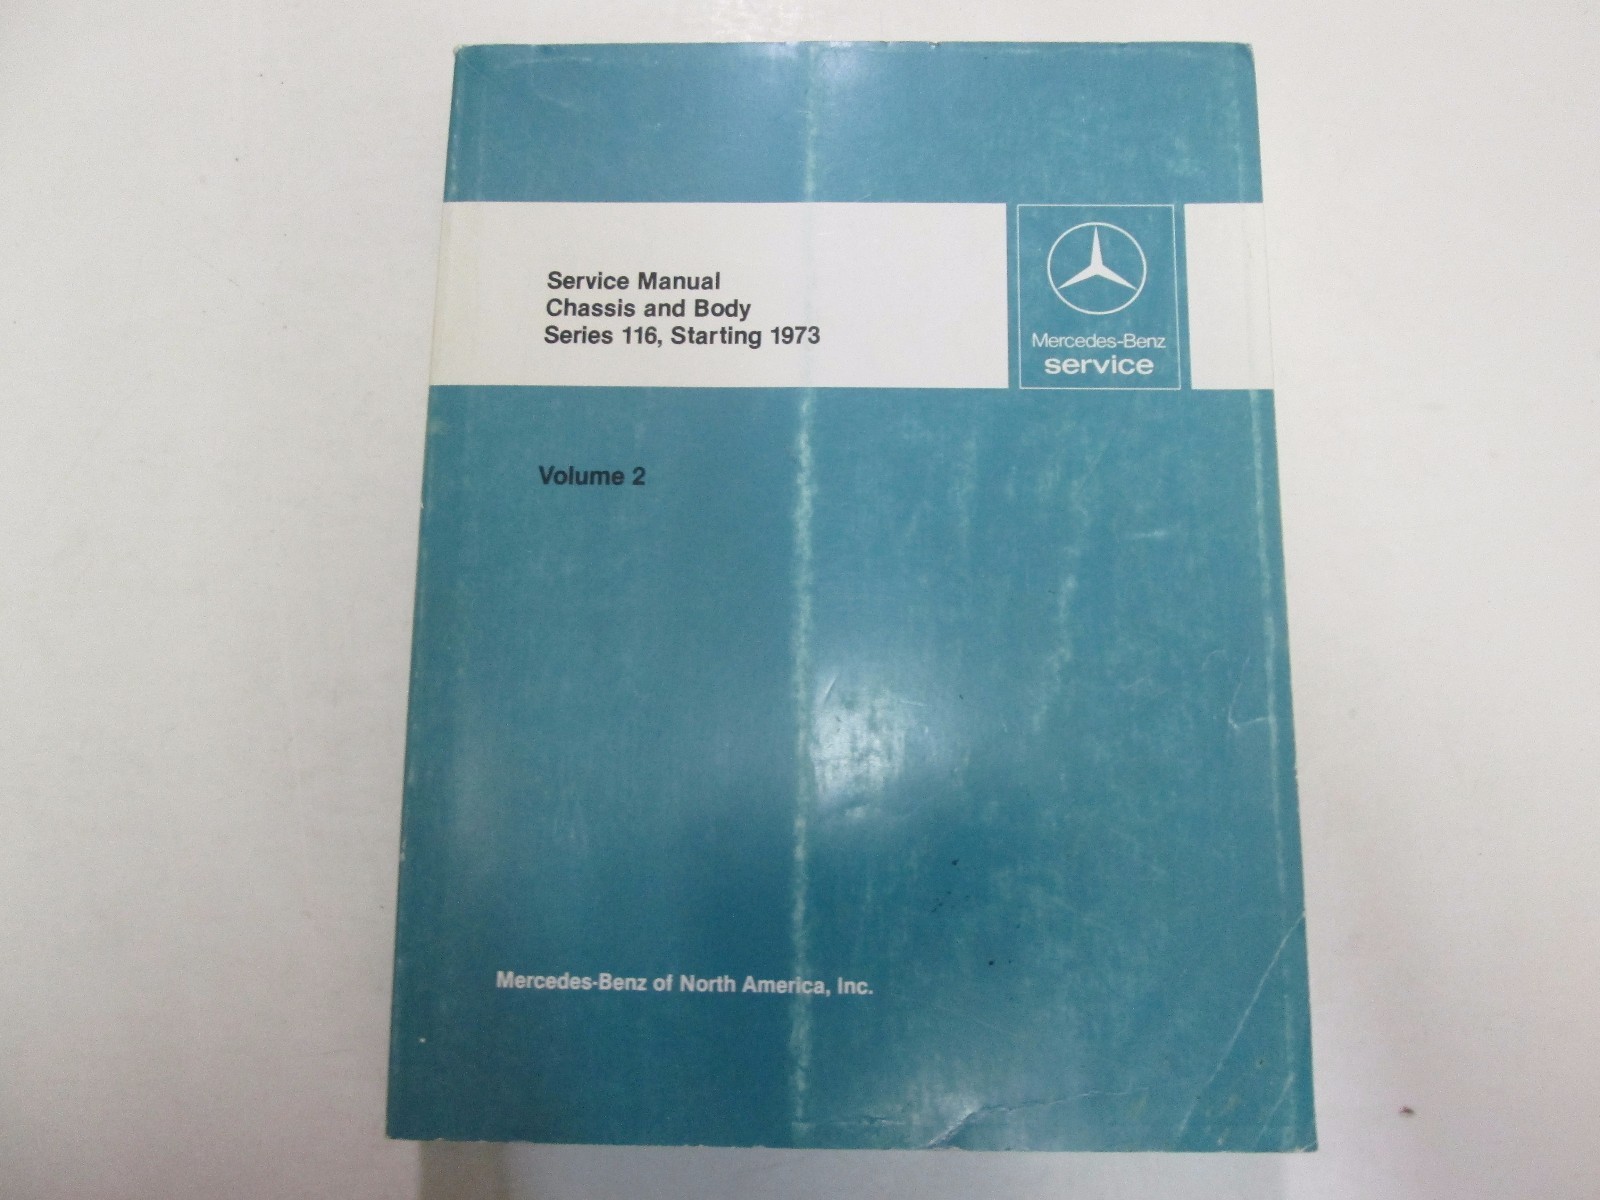 Service Manual
Chassis and Body
Series 116, Starting 1973
Mercedes-Benz
service
Volume 2
Mercedes-Benz of North America, Inc.